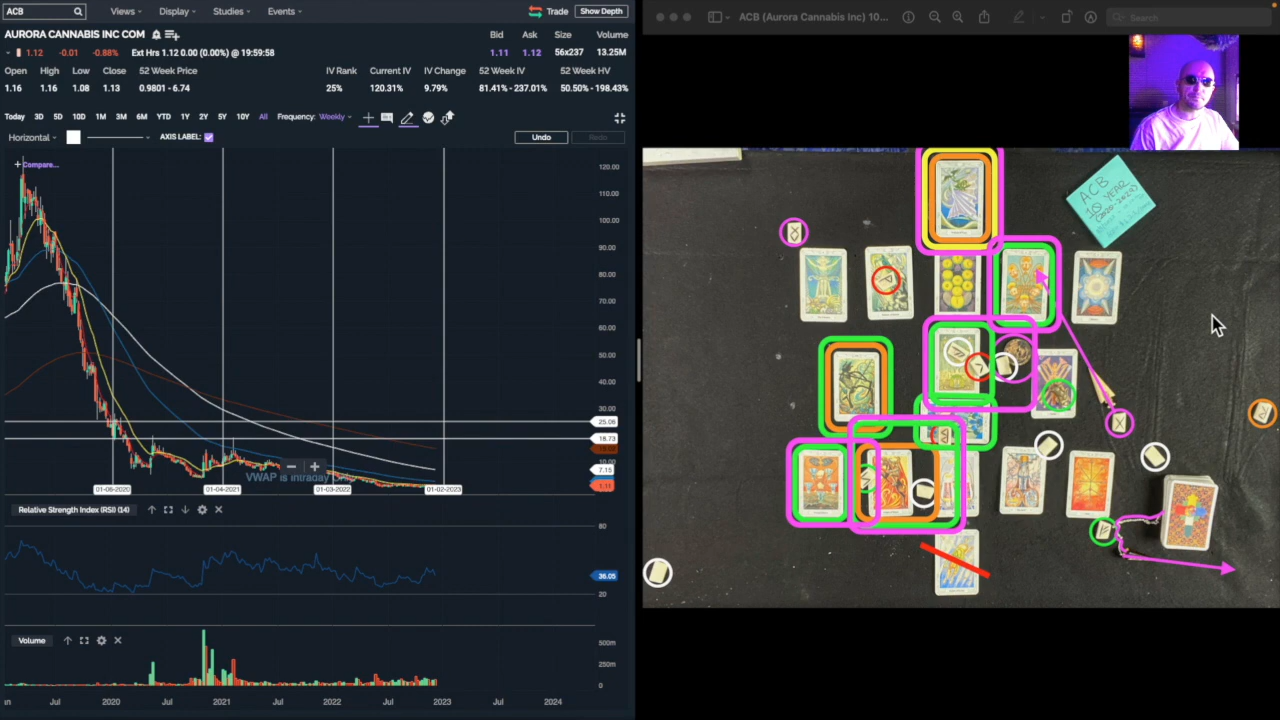 ACB
Views
Display
Studies
Events
Trade
Show Depth
AURORA CANNABIS INC COM
Bid
Ask
Size
Volume
1.12
-0.01
-0.88%
Ext Hrs 1.12 0.00 (0.00%) @ 19:59:58
1.11
1.12
56x237
13.25M
Open
High
Low
Close
52 Week Price
IV Rank
Current IV
IV Change
52 Week IV
52 Week HV
1.16
1.16
1.08
1.13
0.9801 - 6.74
25%
120.31%
9.79%
81.41% - 237.01%
50.50% - 198.43%
Today
3D
5D
10D
1M
3M
6M
YTD
1Y
2Y
5Y
10Y
All
Frequency:
Weekly
Horizontal
AXIS LABEL:
Undo
Redo
Compare...
120.00
110.00
100.00
90.00
80.00
70.00
60.00
50.00
40.00
30.00
25.06
18.73
10.00
7.15
1.11
VWAP is intraday only
01-06-2020
01-04-2021
01-03-2022
01-02-2023
Relative Strength Index (RSI) (14)
80
36.05
20
Volume
500m
250m
0
Jul
2020
Jul
2021
Jul
2022
Jul
2023
Jul
2024
ACB (Aurora Cannabis Inc) 10...
Search
ACB
10 YEAR
(2020-2029)